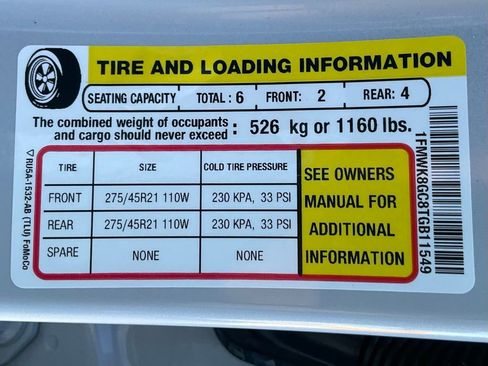 TIRE AND LOADING INFORMATION
SEATING CAPACITY TOTAL : 6 FRONT: 2 REAR: 4
The combined weight of occupants
and cargo should never exceed : 526 kg or 1160 lbs.
TIRE SIZE COLD TIRE PRESSURE
FRONT 275/45R21 110W 230 KPA, 33 PSI
REAR 275/45R21 110W 230 KPA, 33 PSI
SPARE NONE NONE
SEE OWNERS
MANUAL FOR
ADDITIONAL
INFORMATION
RU5A-1532-AB (TLU) FoMoCo
1FMWK8GC8TGB11549